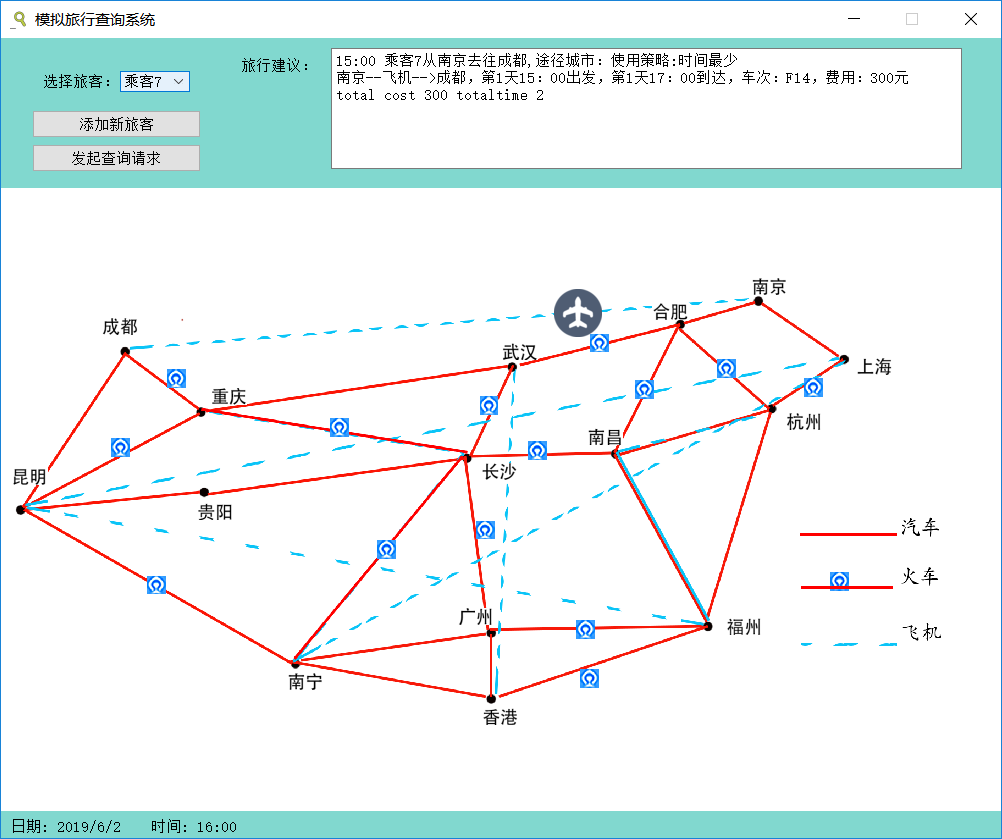 模拟旅行查询系统
选择旅客：
乘客7
添加新旅客
发起查询请求
旅行建议：
15:00 乘客7从南京去往成都,途径城市：使用策略:时间最少
南京--飞机-->成都，第1天15：00出发，第1天17：00到达，车次：F14，费用：300元
total cost 300 totaltime 2
南京
合肥
成都
武汉
上海
重庆
杭州
南昌
长沙
昆明
贵阳
汽车
火车
广州
福州
飞机
南宁
香港
日期：2019/6/2
时间：16:00